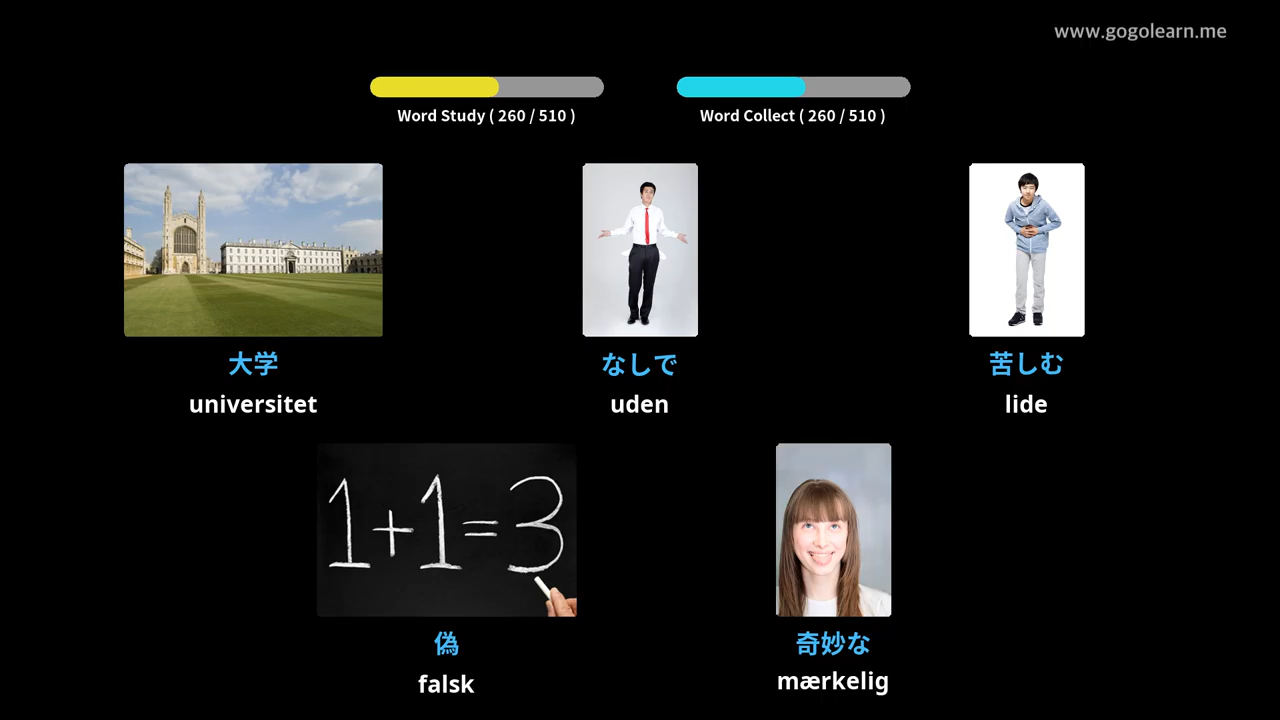 www.gogolearn.me
Word Study ( 260 / 510 )
Word Collect ( 260 / 510 )
大学
universitet
なしで
uden
苦しむ
lide
1+1=3
偽
falsk
奇妙な
mærkelig